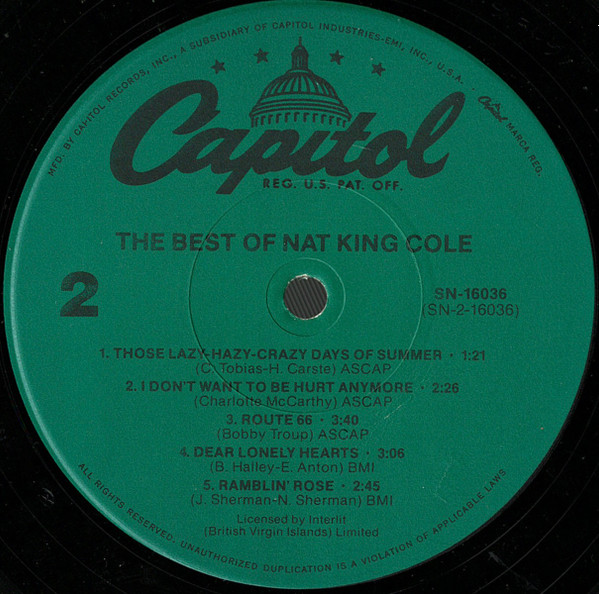 MFD. BY CAPITOL RECORDS, INC., A SUBSIDIARY OF CAPITOL INDUSTRIES-EMI, INC., U.S.A. · Capitol MARCA REG.
Capitol
REG. U.S. PAT. OFF.
THE BEST OF NAT KING COLE
2
SN-16036
(SN-2-16036)
1. THOSE LAZY-HAZY-CRAZY DAYS OF SUMMER · 1:21
(C. Tobias-H. Carste) ASCAP
2. I DON'T WANT TO BE HURT ANYMORE · 2:26
(Charlotte McCarthy) ASCAP
3. ROUTE 66 · 3:40
(Bobby Troup) ASCAP
4. DEAR LONELY HEARTS · 3:06
(B. Halley-E. Anton) BMI
5. RAMBLIN' ROSE · 2:45
(J. Sherman-N. Sherman) BMI
Licensed by Interlit
(British Virgin Islands) Limited
ALL RIGHTS RESERVED. UNAUTHORIZED DUPLICATION IS A VIOLATION OF APPLICABLE LAWS